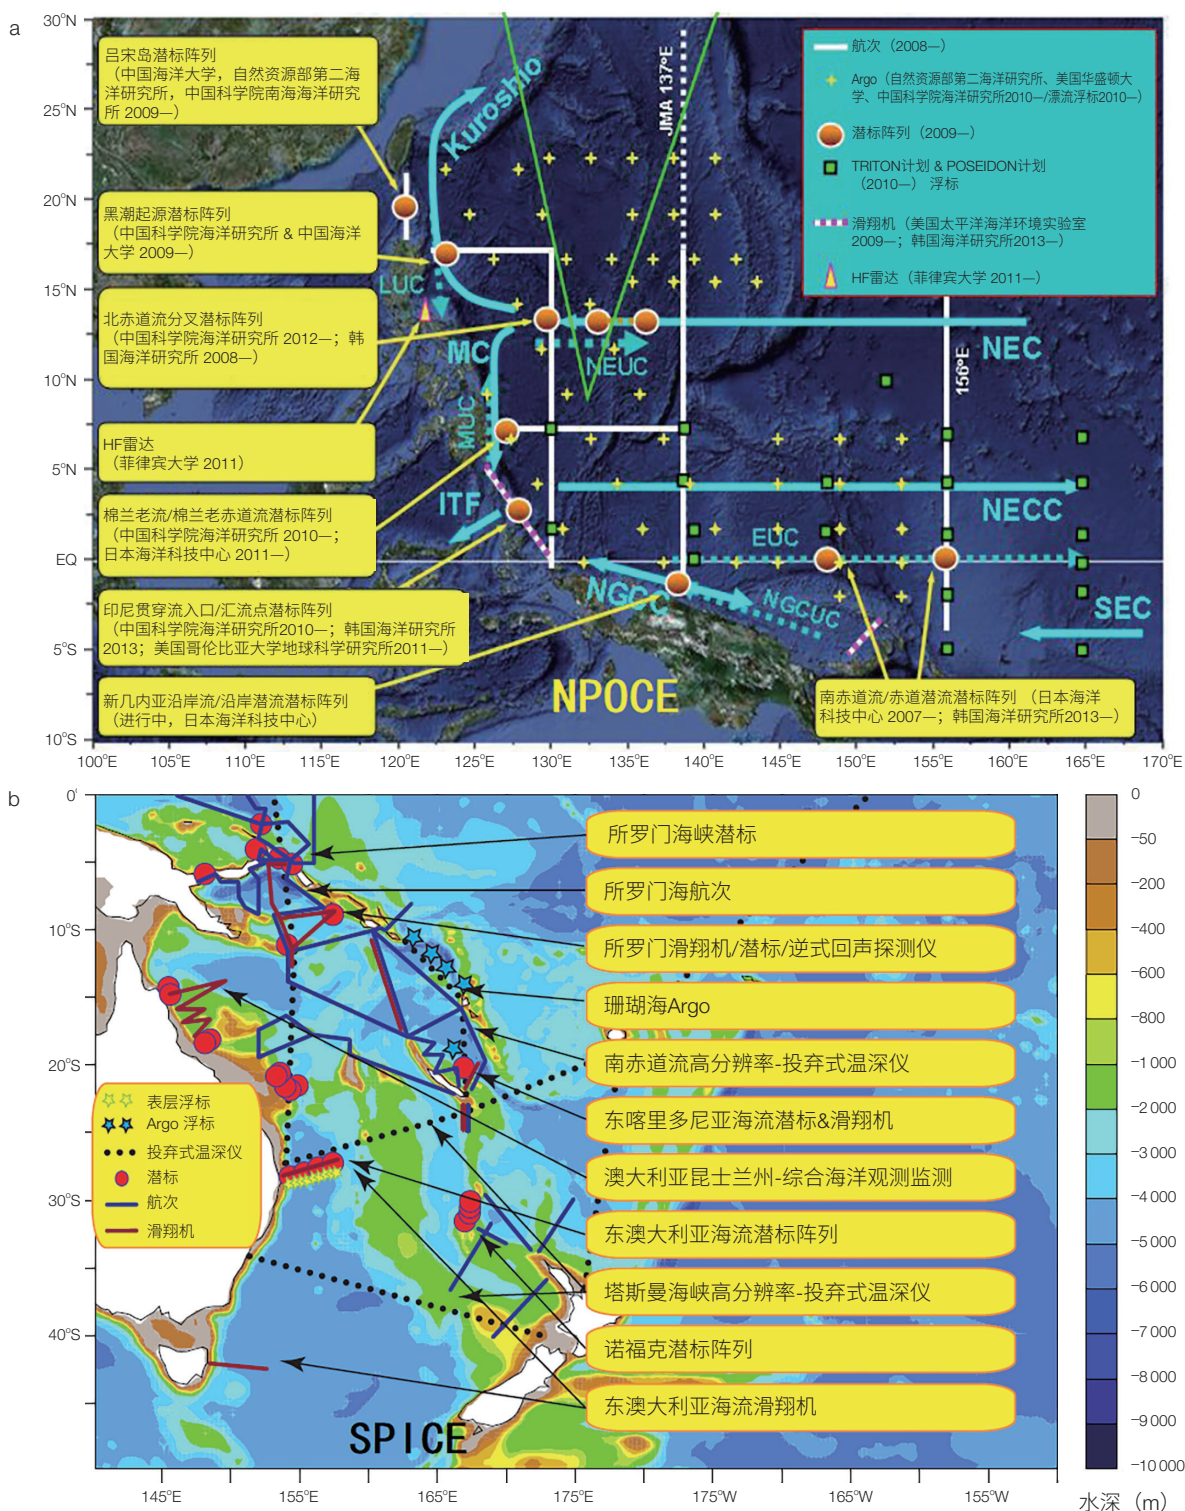 a
30°N
25°N
20°N
15°N
10°N
5°N
EQ
5°S
10°S
100°E
105°E
110°E
115°E
120°E
125°E
130°E
135°E
140°E
145°E
150°E
155°E
160°E
165°E
170°E
吕宋岛潜标阵列
（中国海洋大学，自然资源部第二海
洋研究所，中国科学院南海海洋研究
所 2009—）
黑潮起源潜标阵列
（中国科学院海洋研究所 & 中国海洋
大学 2009—）
北赤道流分叉潜标阵列
（中国科学院海洋研究所 2012—；韩
国海洋研究所 2008—）
HF雷达
（菲律宾大学 2011）
棉兰老流/棉兰老赤道流潜标阵列
（中国科学院海洋研究所 2010—；
日本海洋科技中心 2011—）
印尼贯穿流入口/汇流点潜标阵列
（中国科学院海洋研究所2010—；韩国海洋研究所
2013；美国哥伦比亚大学地球科学研究所2011—）
新几内亚沿岸流/沿岸潜流潜标阵列
（进行中，日本海洋科技中心）
南赤道流/赤道潜流潜标阵列 （日本海洋
科技中心 2007—；韩国海洋研究所2013—）
航次（2008—）
Argo（自然资源部第二海洋研究所、美国华盛顿大
学、中国科学院海洋研究所2010—/漂流浮标2010—）
潜标阵列（2009—）
TRITON计划 & POSEIDON计划
（2010—） 浮标
滑翔机（美国太平洋海洋环境实验室
2009—；韩国海洋研究所2013—）
HF雷达（菲律宾大学 2011—）
Kuroshio
JMA 137°E
156°E
LUC
MC
NEUC
NEC
MUC
ITF
NECC
EUC
NGCC
NGCUC
SEC
NPOCE
b
0°
10°S
20°S
30°S
40°S
145°E
155°E
165°E
175°E
175°W
165°W
155°W
所罗门海峡潜标
所罗门海航次
所罗门滑翔机/潜标/逆式回声探测仪
珊瑚海Argo
南赤道流高分辨率-投弃式温深仪
东喀里多尼亚海流潜标&滑翔机
澳大利亚昆士兰州-综合海洋观测监测
东澳大利亚海流潜标阵列
塔斯曼海峡高分辨率-投弃式温深仪
诺福克潜标阵列
东澳大利亚海流滑翔机
表层浮标
Argo 浮标
投弃式温深仪
潜标
航次
滑翔机
SPICE
0
−50
−200
−400
−600
−800
−1 000
−2 000
−3 000
−4 000
−5 000
−6 000
−7 000
−8 000
−9 000
−10 000
水深（m）